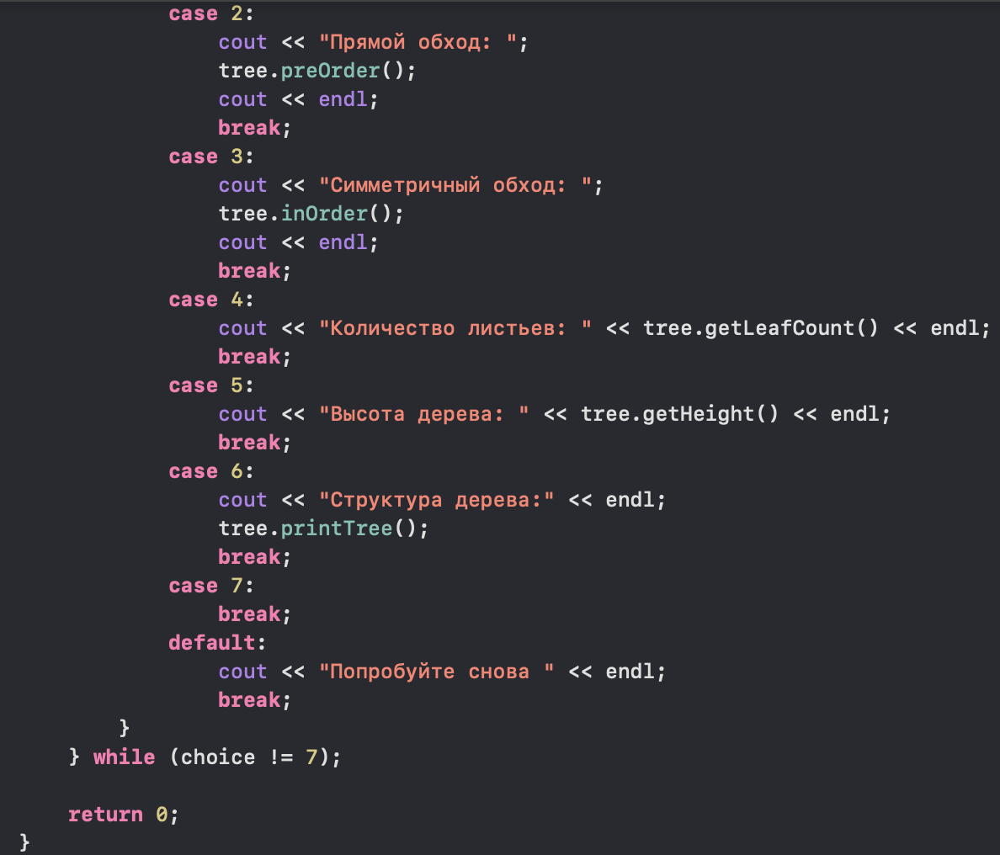 case 2:
cout << "Прямой обход: ";
tree.preOrder();
cout << endl;
break;
case 3:
cout << "Симметричный обход: ";
tree.inOrder();
cout << endl;
break;
case 4:
cout << "Количество листьев: " << tree.getLeafCount() << endl;
break;
case 5:
cout << "Высота дерева: " << tree.getHeight() << endl;
break;
case 6:
cout << "Структура дерева:" << endl;
tree.printTree();
break;
case 7:
break;
default:
cout << "Попробуйте снова " << endl;
break;
}
} while (choice != 7);
return 0;
}